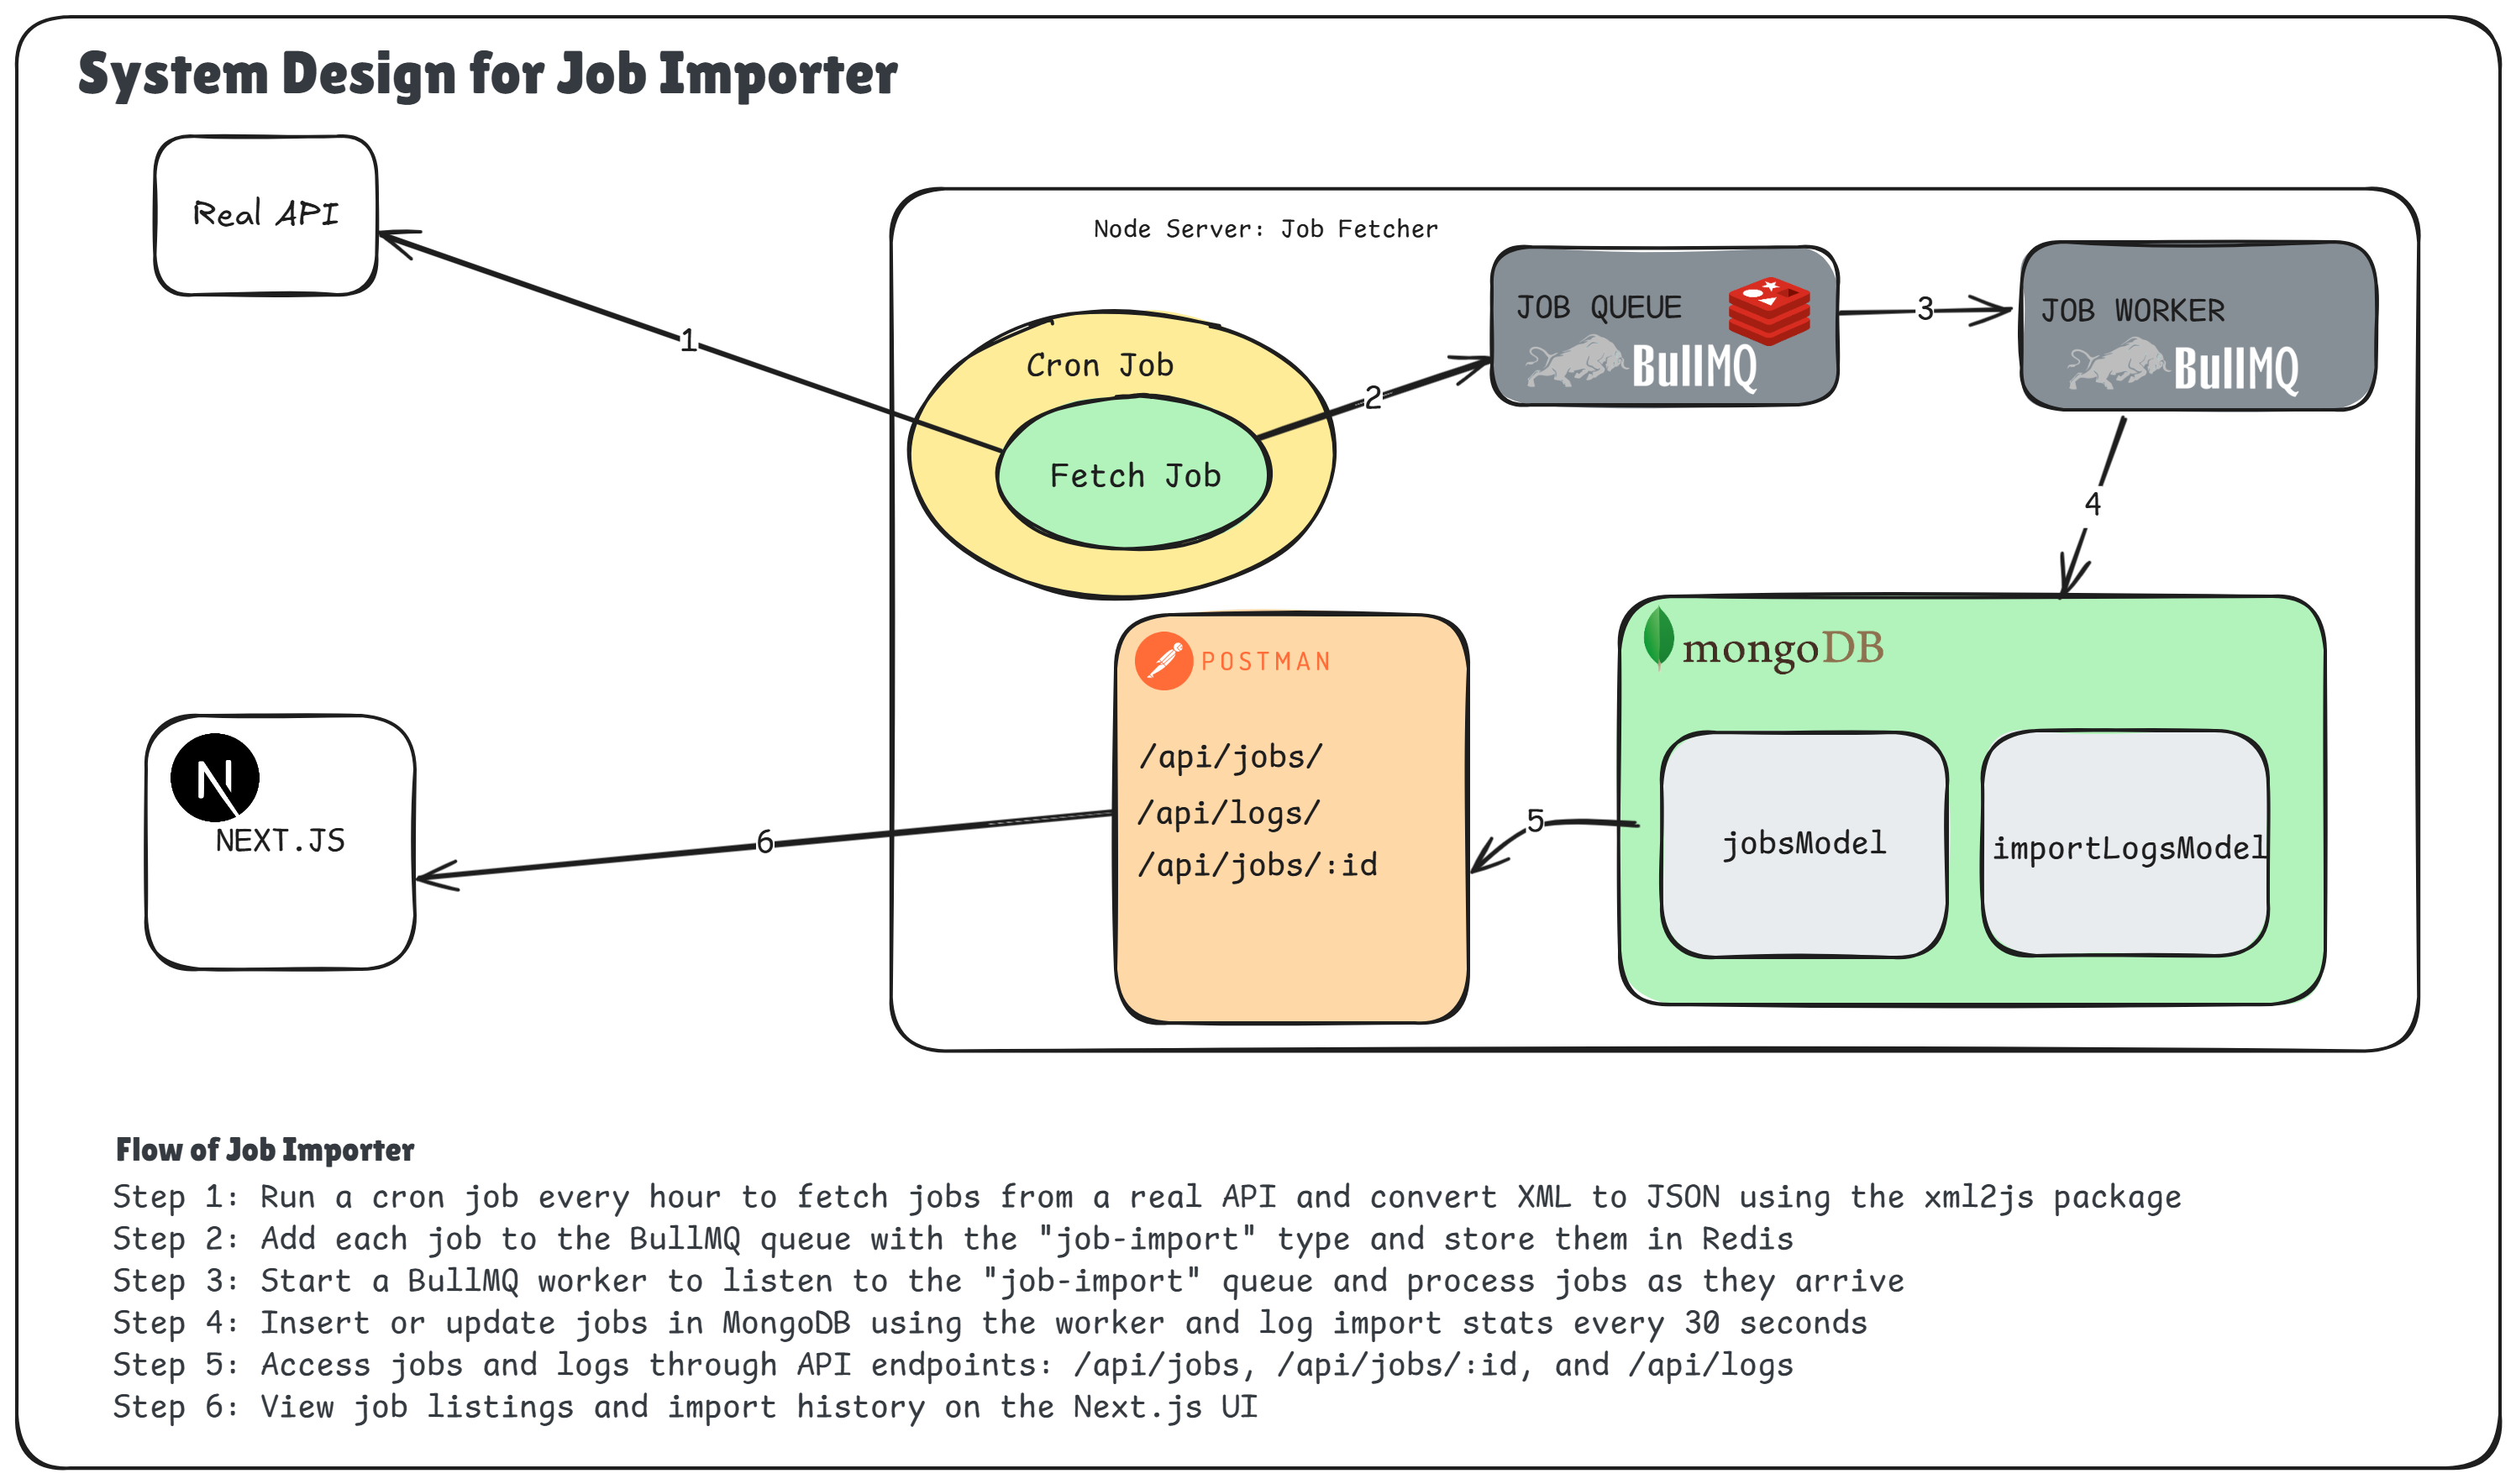 System Design for Job Importer
Real API
Node Server: Job Fetcher
JOB QUEUE
BullMQ
3
JOB WORKER
BullMQ
1
Cron Job
2
Fetch Job
4
POSTMAN
/api/jobs/
/api/logs/
/api/jobs/:id
mongoDB
jobsModel
importLogsModel
5
N
NEXT.JS
6
Flow of Job Importer
Step 1: Run a cron job every hour to fetch jobs from a real API and convert XML to JSON using the xml2js package
Step 2: Add each job to the BullMQ queue with the "job-import" type and store them in Redis
Step 3: Start a BullMQ worker to listen to the "job-import" queue and process jobs as they arrive
Step 4: Insert or update jobs in MongoDB using the worker and log import stats every 30 seconds
Step 5: Access jobs and logs through API endpoints: /api/jobs, /api/jobs/:id, and /api/logs
Step 6: View job listings and import history on the Next.js UI